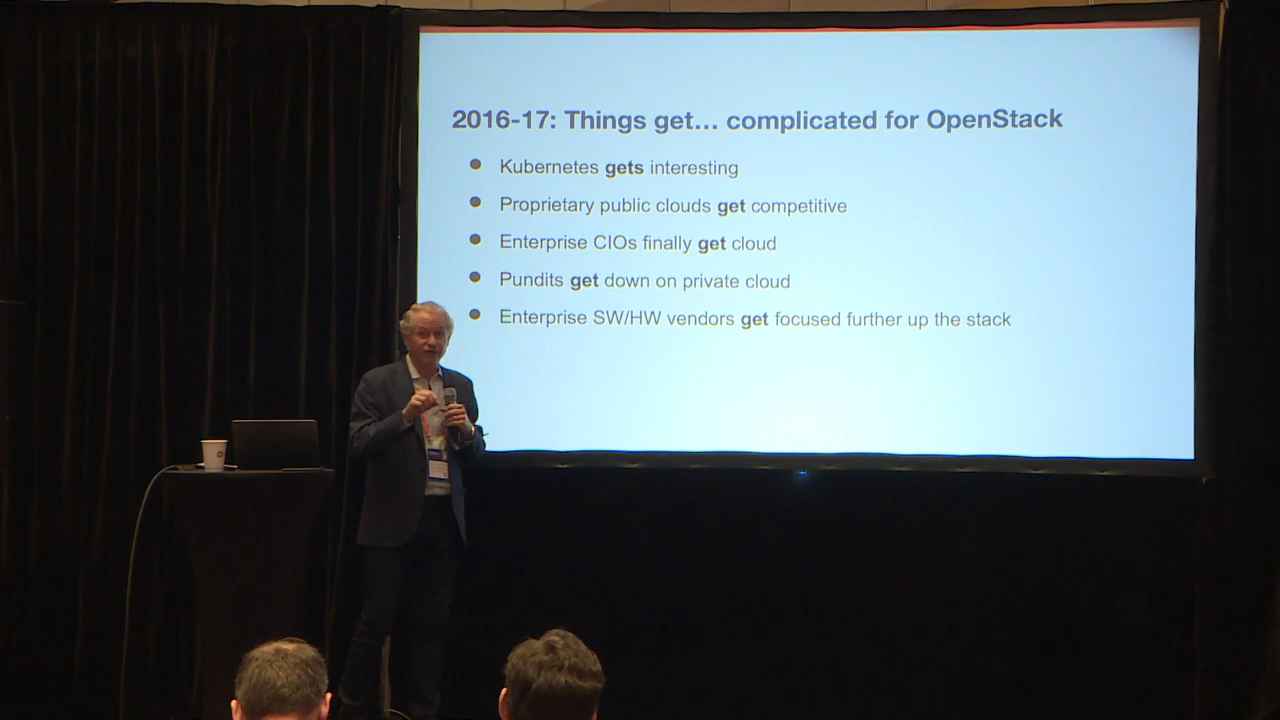 2016-17: Things get... complicated for OpenStack
Kubernetes gets interesting
Proprietary public clouds get competitive
Enterprise CIOs finally get cloud
Pundits get down on private cloud
Enterprise SW/HW vendors get focused further up the stack